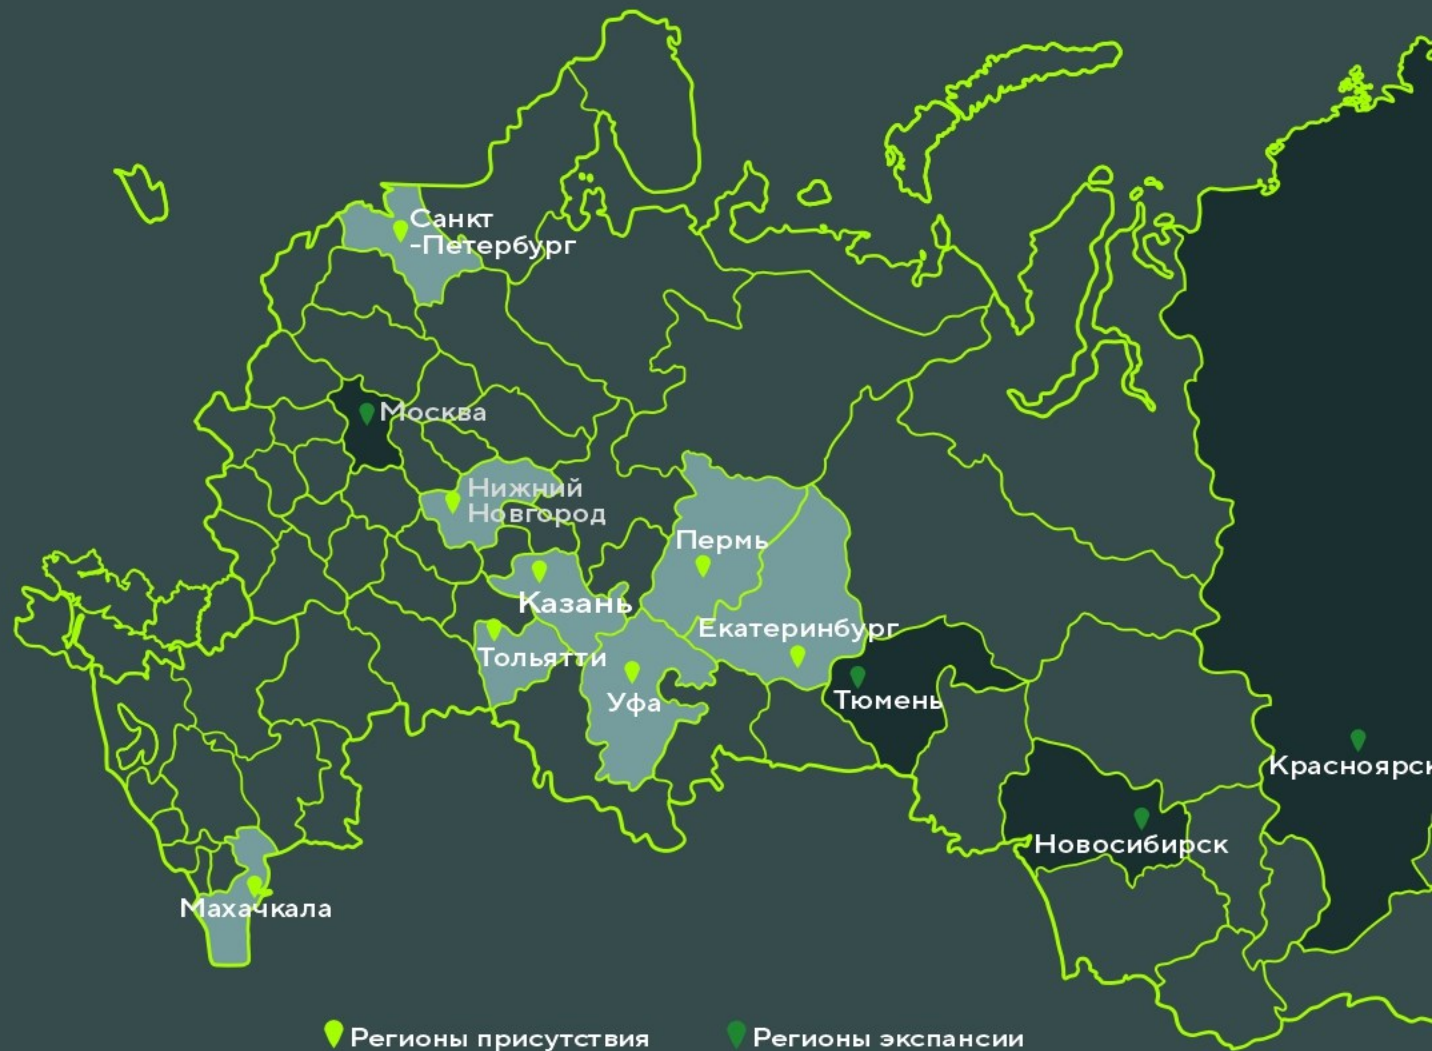 Санкт
-Петербург
Москва
Нижний
Новгород
Пермь
Казань
Екатеринбург
Тольятти
Уфа
Тюмень
Красноярск
Новосибирск
Махачкала
Регионы присутствия
Регионы экспансии